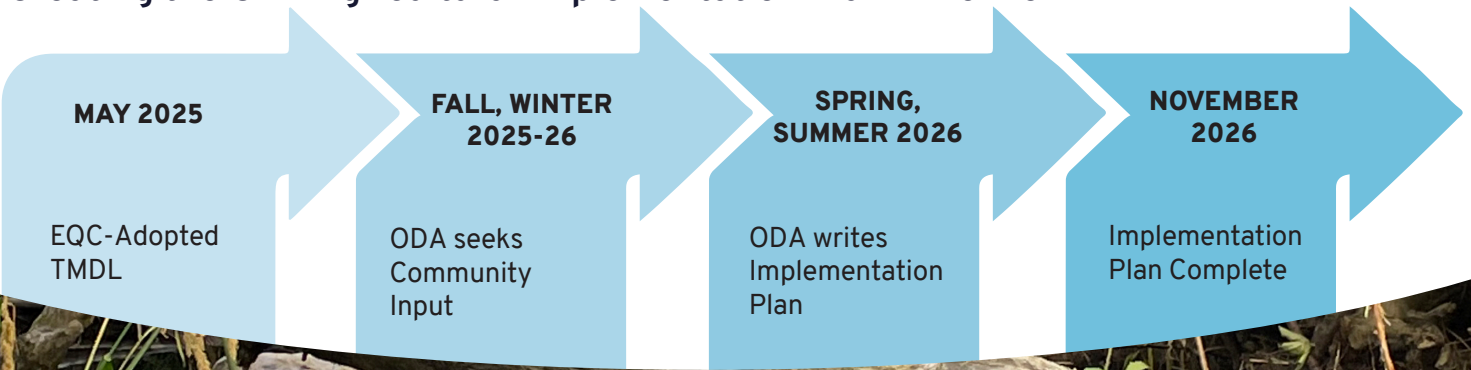 MAY 2025
EQC-Adopted
TMDL
FALL, WINTER
2025-26
ODA seeks
Community
Input
SPRING,
SUMMER 2026
ODA writes
Implementation
Plan
NOVEMBER
2026
Implementation
Plan Complete